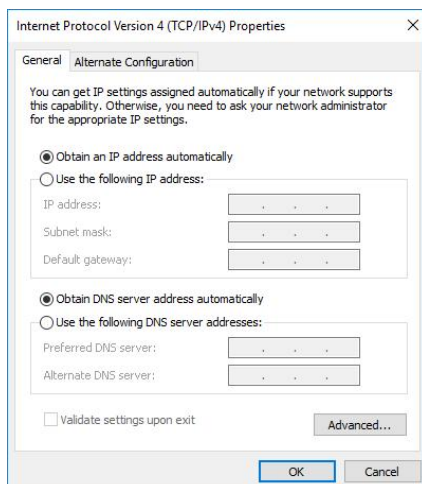 Internet Protocol Version 4 (TCP/IPv4) Properties
General
Alternate Configuration
You can get IP settings assigned automatically if your network supports
this capability. Otherwise, you need to ask your network administrator
for the appropriate IP settings.
Obtain an IP address automatically
Use the following IP address:
IP address:
Subnet mask:
Default gateway:
Obtain DNS server address automatically
Use the following DNS server addresses:
Preferred DNS server:
Alternate DNS server:
Validate settings upon exit
Advanced...
OK
Cancel